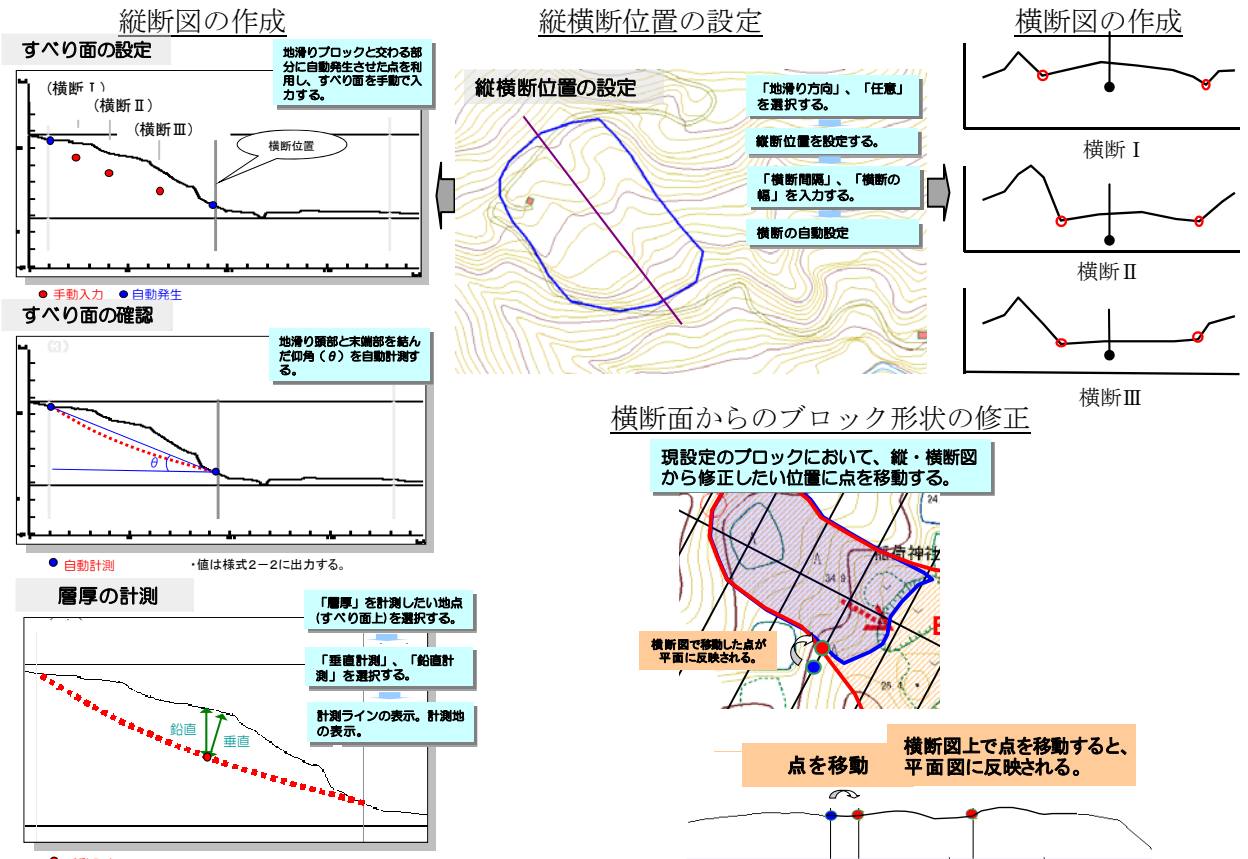 縦断図の作成
すべり面の設定
地滑りブロックと交わる部
分に自動発生させた点を利
用し、すべり面を手動で入
力する。
(横断Ⅰ)
(横断Ⅱ)
(横断Ⅲ)
横断位置
手動入力 自動発生
すべり面の確認
(3)
地滑り頭部と末端部を結ん
だ仰角(θ)を自動計測す
る。
θ
自動計測
・値は様式2-2に出力する。
層厚の計測
「層厚」を計測したい地点
(すべり面上)を選択する。
「垂直計測」、「鉛直計
測」を選択する。
計測ラインの表示。計測地
の表示。
鉛直
垂直
縦横断位置の設定
縦横断位置の設定
「地滑り方向」、「任意」
を選択する。
縦断位置を設定する。
「横断間隔」、「横断の
幅」を入力する。
横断の自動設定
横断図の作成
横断Ⅰ
横断Ⅱ
横断Ⅲ
横断面からのブロック形状の修正
現設定のブロックにおいて、縦・横断図
から修正したい位置に点を移動する。
24
稲荷神社
34.9
横断図で移動した点が
平面に反映される。
点を移動
横断図上で点を移動すると、
平面図に反映される。